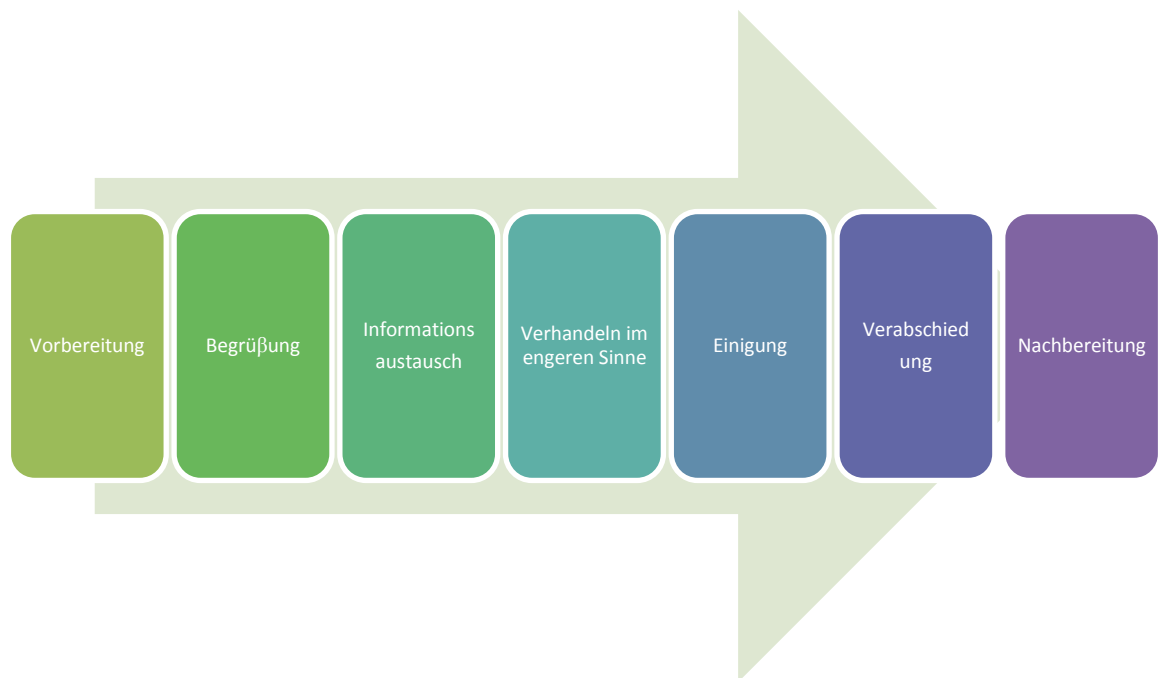 Vorbereitung
Begrüβung
Informations
austausch
Verhandeln im
engeren Sinne
Einigung
Verabschied
ung
Nachbereitung